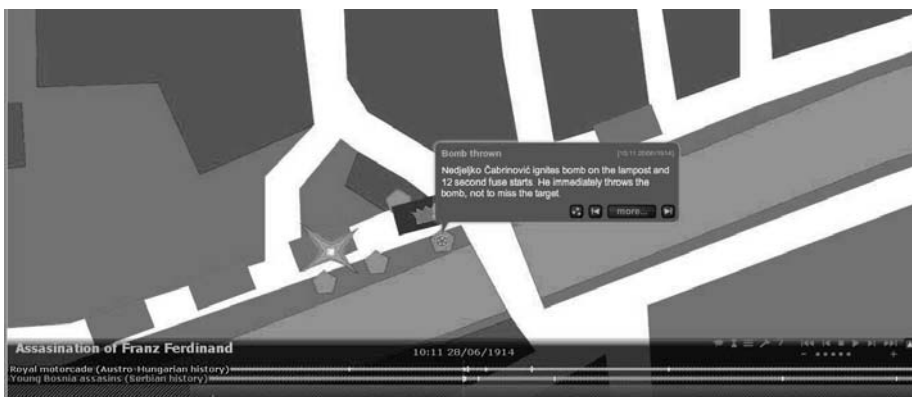 Bomb thrown [10:11 28/06/1914]
Nedjeljko Čabrinović ignites bomb on the lampost and
12 second fuse starts. He immediately throws the
bomb, not to miss the target.
more...
Assasination of Franz Ferdinand
10:11 28/06/1914
Royal motorcade (Austro-Hungarian history)
Young Bosnia assasins (Serbian history)